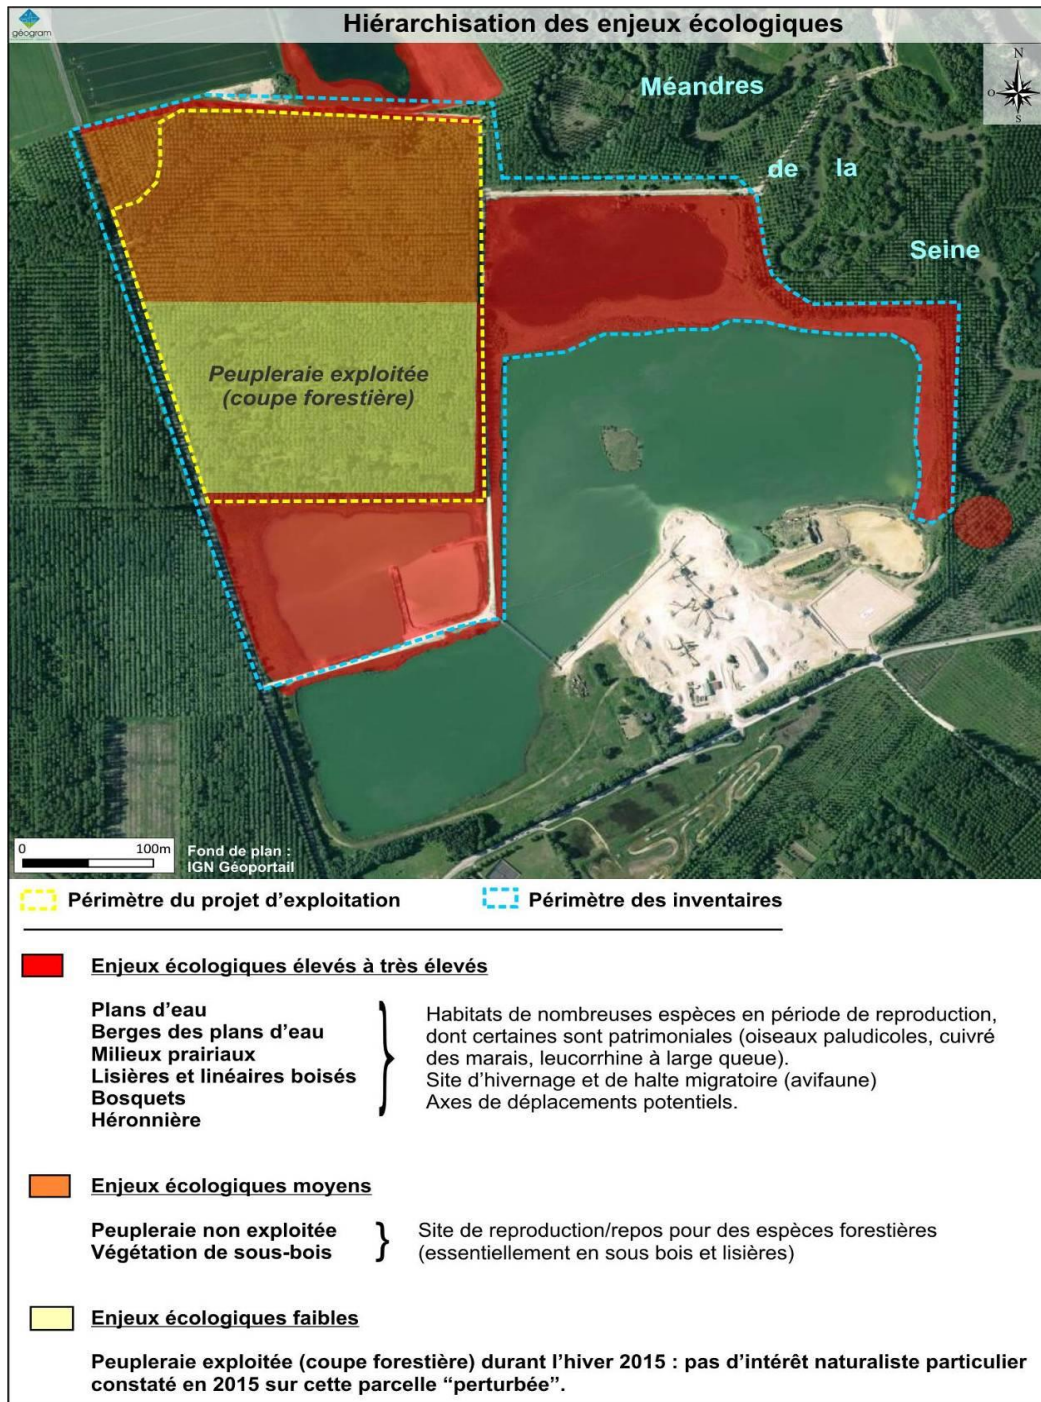 géogram
Hiérarchisation des enjeux écologiques
N
O
S
Méandres
de la
Seine
Peupleraie exploitée
(coupe forestière)
0 100m
Fond de plan :
IGN Géoportail
Périmètre du projet d'exploitation Périmètre des inventaires
Enjeux écologiques élevés à très élevés
Plans d'eau
Berges des plans d'eau
Milieux prairiaux
Lisières et linéaires boisés
Bosquets
Héronnière
Habitats de nombreuses espèces en période de reproduction,
dont certaines sont patrimoniales (oiseaux paludicoles, cuivré
des marais, leucorrhine à large queue).
Site d'hivernage et de halte migratoire (avifaune)
Axes de déplacements potentiels.
Enjeux écologiques moyens
Peupleraie non exploitée
Végétation de sous-bois
Site de reproduction/repos pour des espèces forestières
(essentiellement en sous bois et lisières)
Enjeux écologiques faibles
Peupleraie exploitée (coupe forestière) durant l'hiver 2015 : pas d'intérêt naturaliste particulier
constaté en 2015 sur cette parcelle “perturbée”.